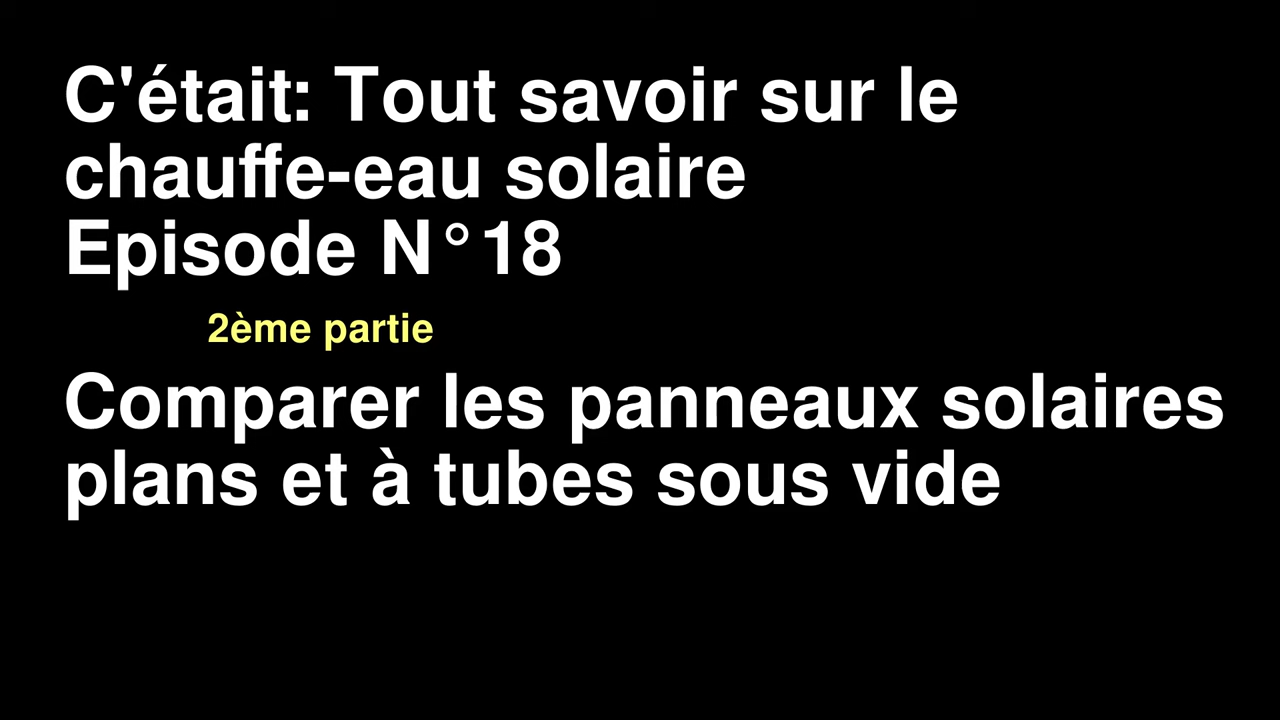 C'était: Tout savoir sur le
chauffe-eau solaire
Episode N°18
2ème partie
Comparer les panneaux solaires
plans et à tubes sous vide